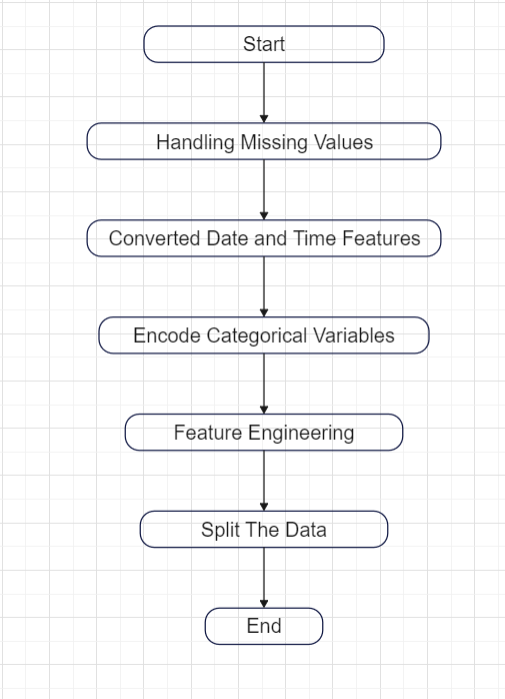 Start
Handling Missing Values
Converted Date and Time Features
Encode Categorical Variables
Feature Engineering
Split The Data
End